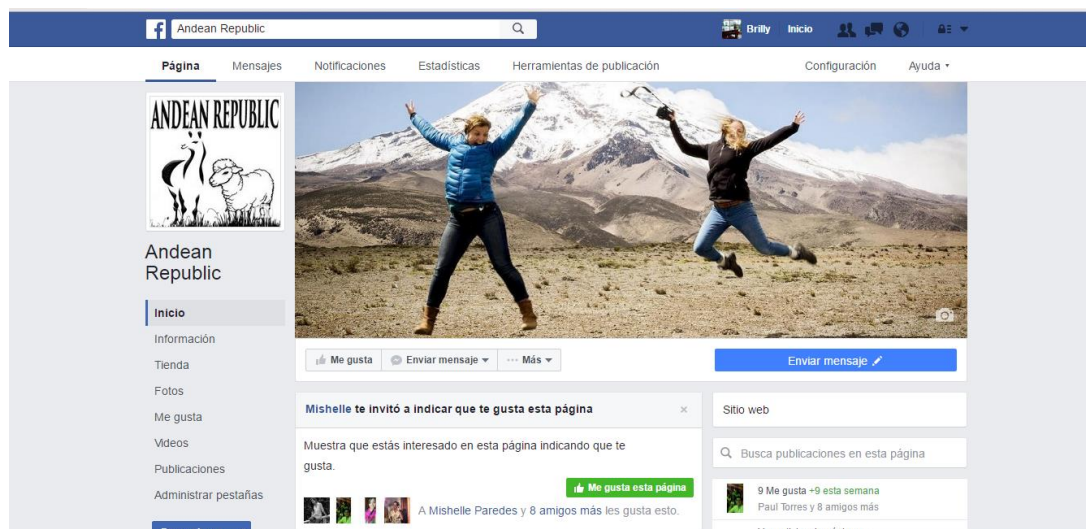 Andean Republic
Brilly Inicio
Página Mensajes Notificaciones Estadísticas Herramientas de publicación Configuración Ayuda
ANDEAN REPUBLIC
Andean
Republic
Inicio
Información
Tienda
Fotos
Me gusta
Videos
Publicaciones
Administrar pestañas
Me gusta Enviar mensaje ··· Más
Enviar mensaje
Mishelle te invitó a indicar que te gusta esta página ×
Muestra que estás interesado en esta página indicando que te
gusta.
Me gusta esta página
A Mishelle Paredes y 8 amigos más les gusta esto.
Sitio web
Busca publicaciones en esta página
9 Me gusta +9 esta semana
Paul Torres y 8 amigos más